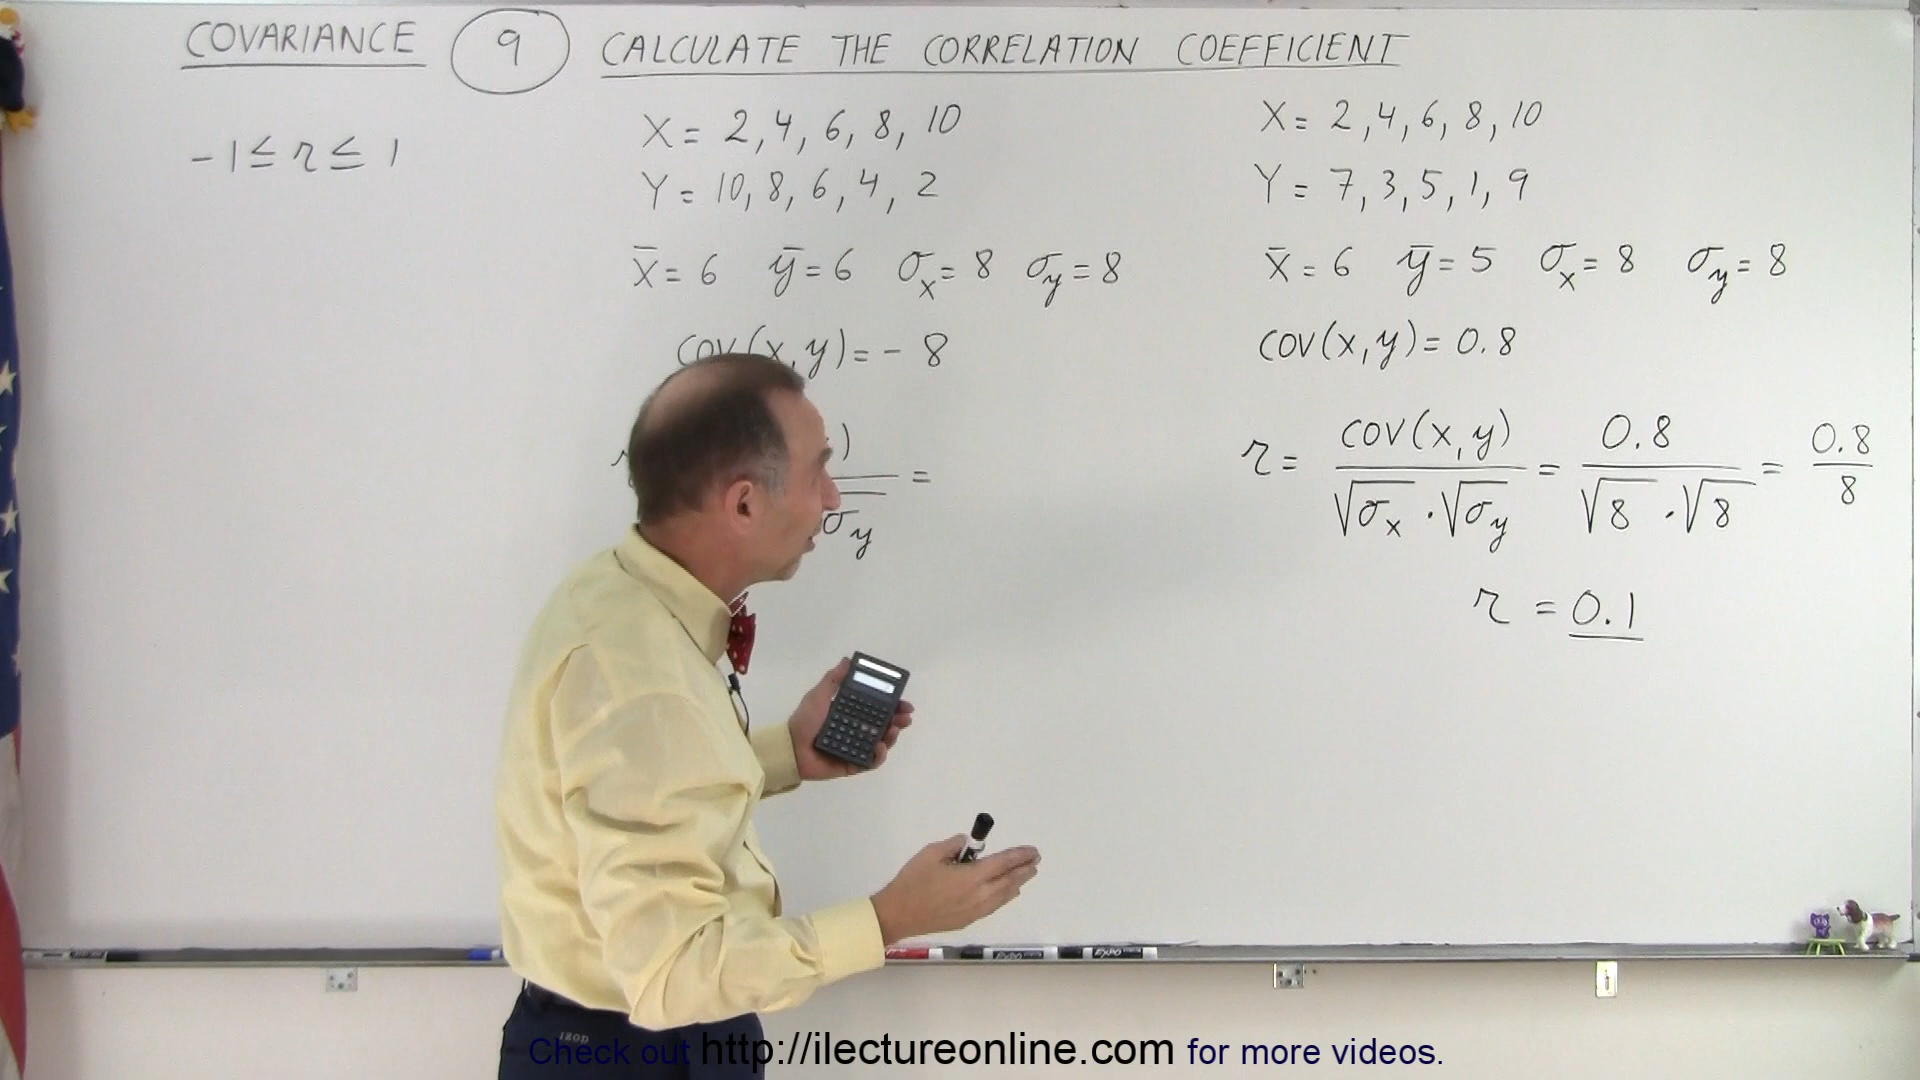 COVARIANCE 9 CALCULATE THE CORRELATION COEFFICIENT
-1 ≤ r ≤ 1
X = 2, 4, 6, 8, 10
Y = 10, 8, 6, 4, 2
x̄ = 6 ȳ = 6 σx = 8 σy = 8
COV(x,y) = - 8
) =
σy
X = 2, 4, 6, 8, 10
Y = 7, 3, 5, 1, 9
x̄ = 6 ȳ = 5 σx = 8 σy = 8
COV(x,y) = 0.8
r = COV(x,y) / √σx · √σy = 0.8 / √8 · √8 = 0.8 / 8
r = 0.1
IZOD
Check out http://ilectureonline.com for more videos.